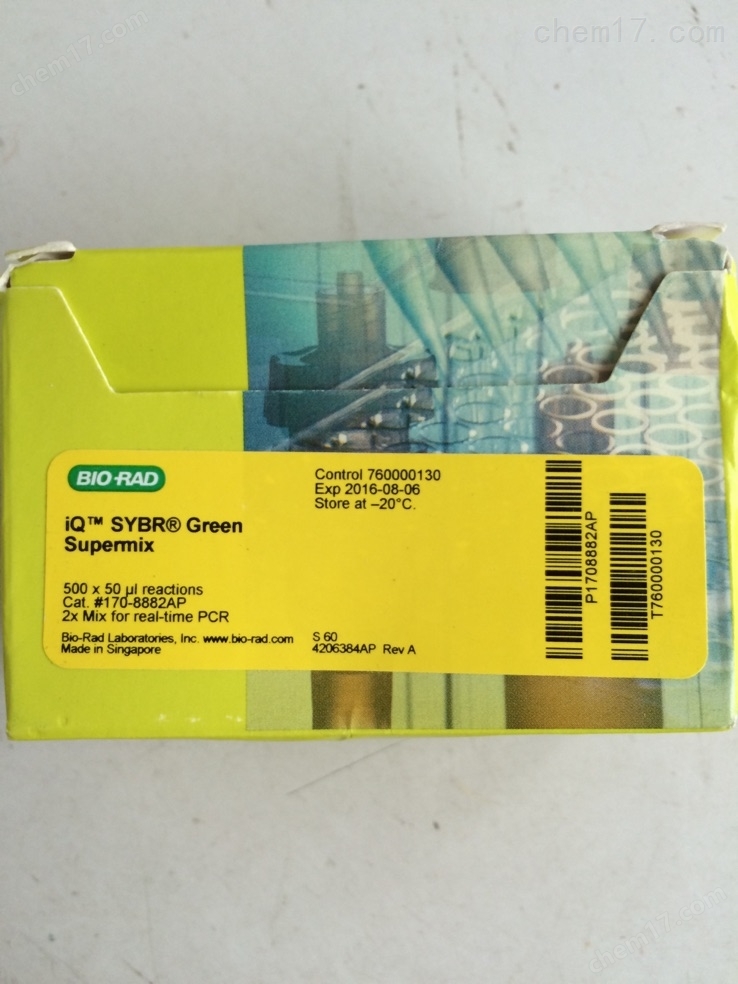 chem17.com
chem17.com
BIO-RAD
iQ™ SYBR® Green
Supermix
500 x 50 µl reactions
Cat. #170-8882AP
2x Mix for real-time PCR
Bio-Rad Laboratories, Inc. www.bio-rad.com
Made in Singapore
Control 760000130
Exp 2016-08-06
Store at –20°C.
S 60
4206384AP Rev A
P1708882AP
T760000130
chem17.com